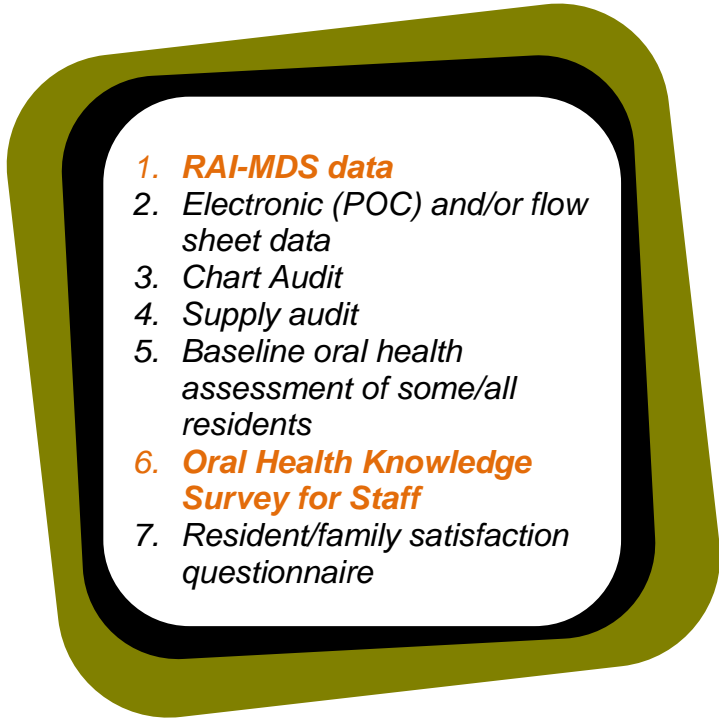 1. RAI-MDS data
2. Electronic (POC) and/or flow
sheet data
3. Chart Audit
4. Supply audit
5. Baseline oral health
assessment of some/all
residents
6. Oral Health Knowledge
Survey for Staff
7. Resident/family satisfaction
questionnaire